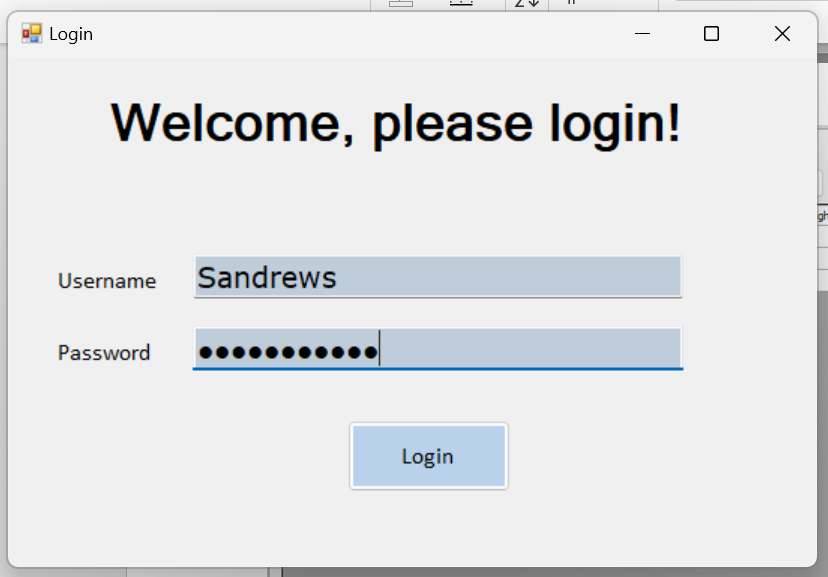 Login
Welcome, please login!
Username Sandrews
Password ●●●●●●●●●●●
Login